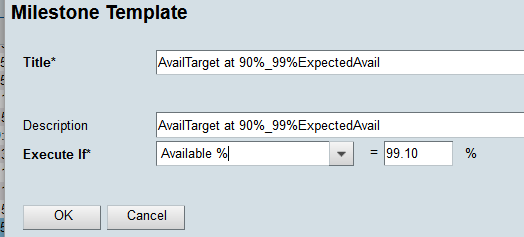 Milestone Template
Title* AvailTarget at 90%_99%ExpectedAvail
Description AvailTarget at 90%_99%ExpectedAvail
Execute If* Available % = 99.10 %
OK Cancel